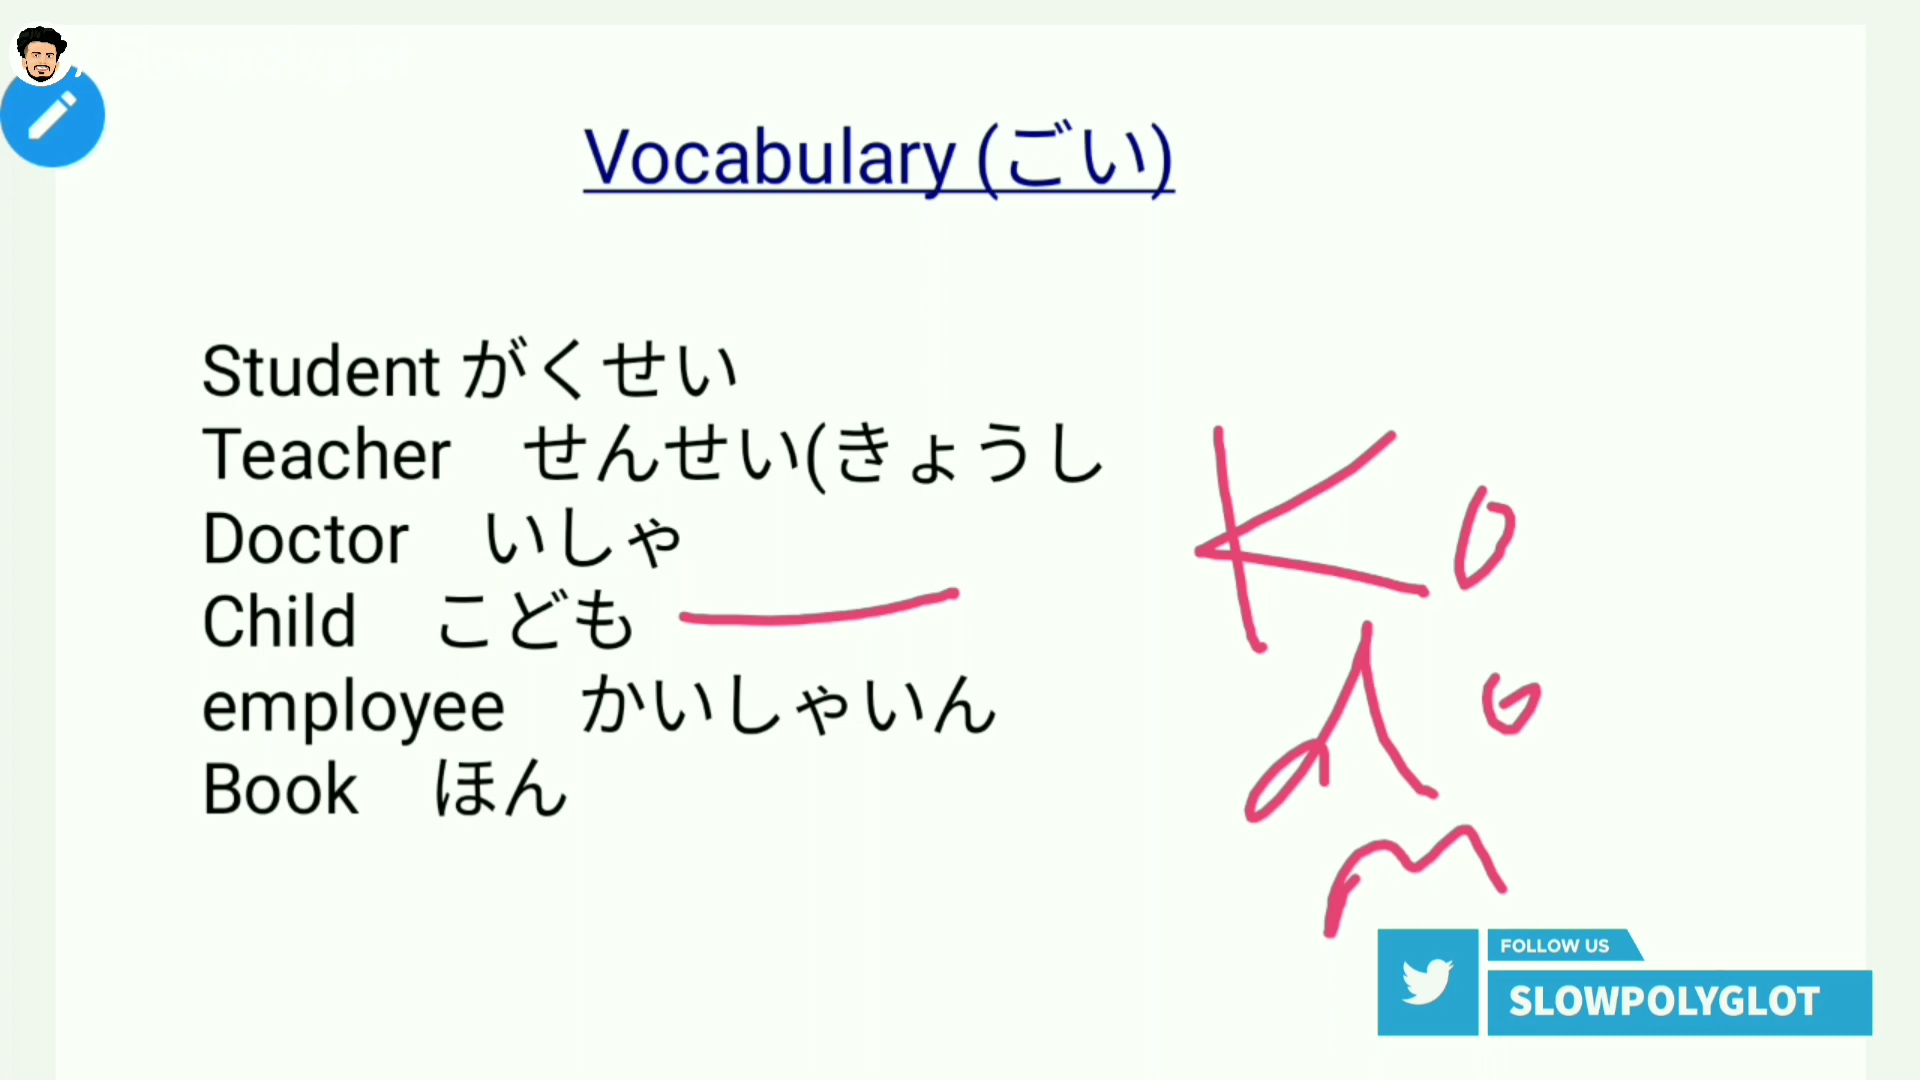 Vocabulary (ごい)
Student がくせい
Teacher　せんせい(きょうし
Doctor　いしゃ
Child　こども
employee　かいしゃいん
Book　ほん
Ko
do
m
FOLLOW US
SLOWPOLYGLOT